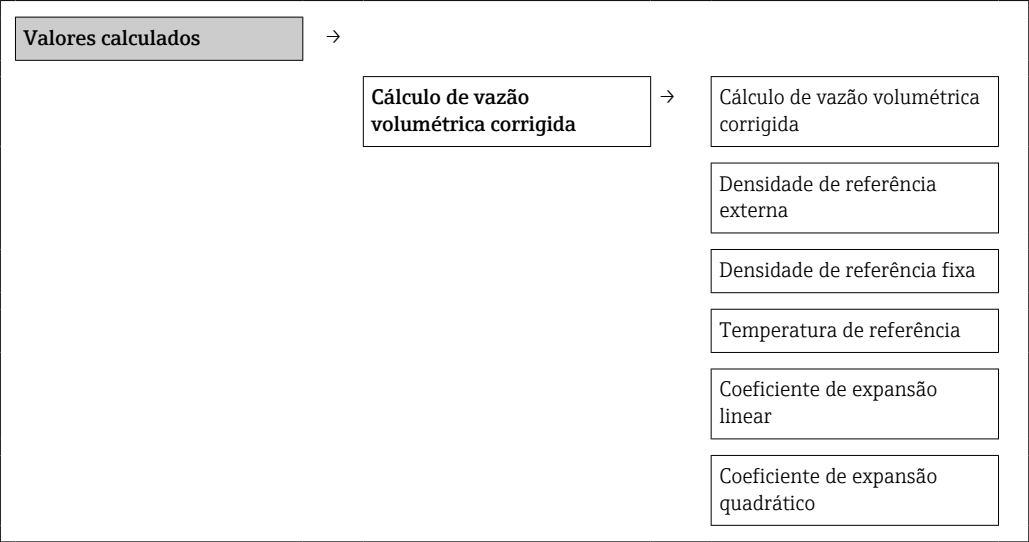 Valores calculados →
Cálculo de vazão
volumétrica corrigida
→
Cálculo de vazão volumétrica
corrigida
Densidade de referência
externa
Densidade de referência fixa
Temperatura de referência
Coeficiente de expansão
linear
Coeficiente de expansão
quadrático